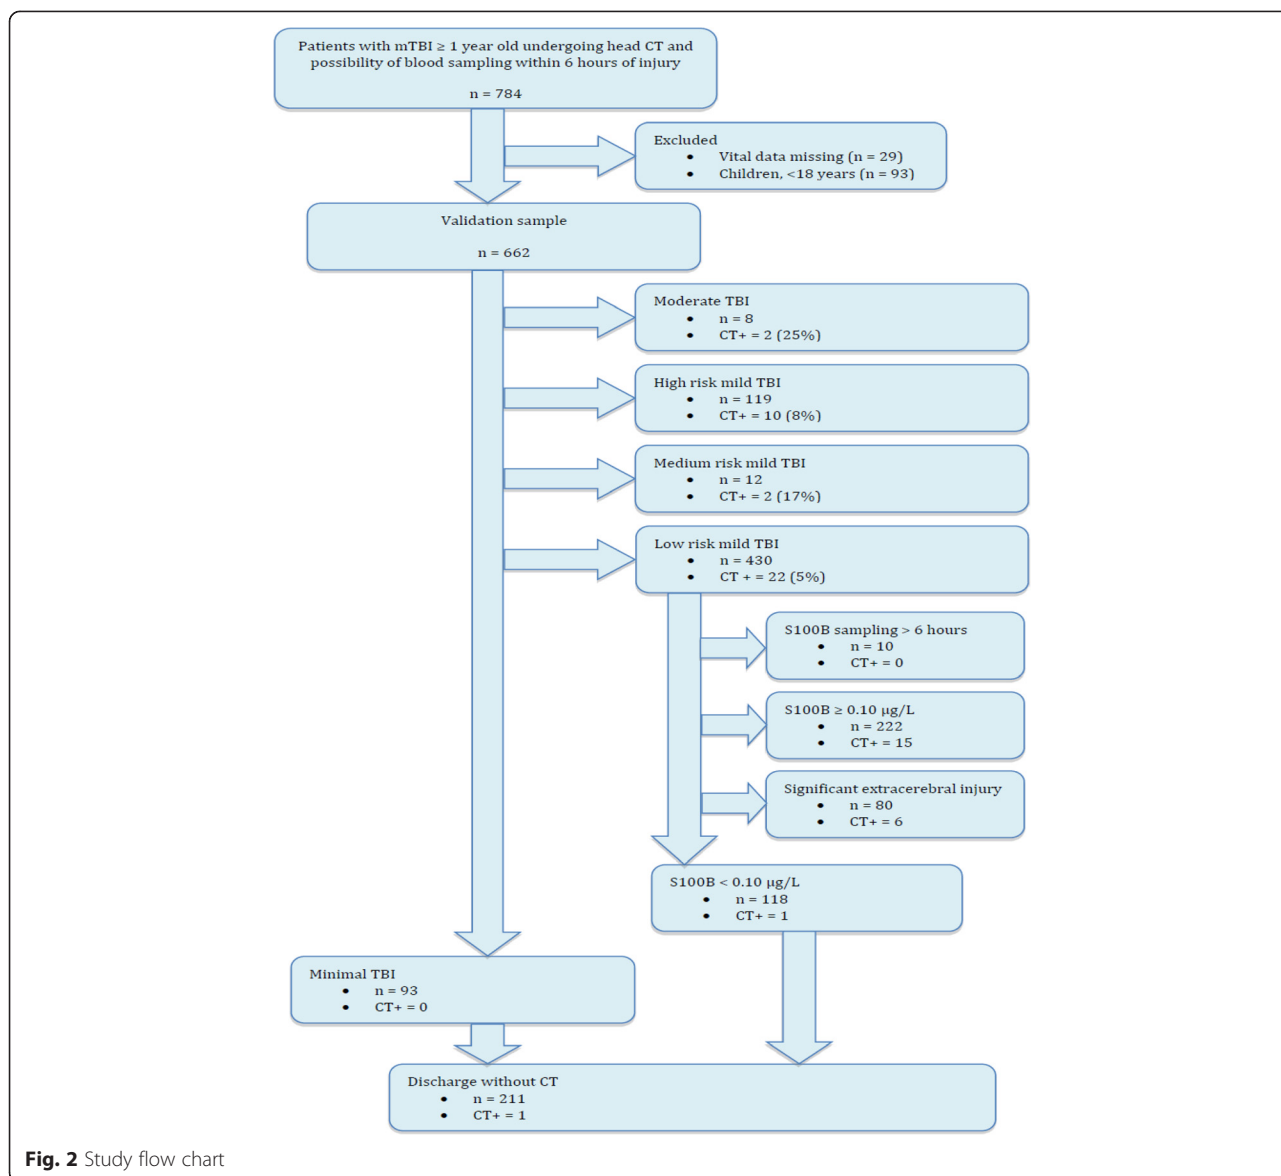 Patients with mTBI ≥ 1 year old undergoing head CT and
possibility of blood sampling within 6 hours of injury
n = 784
Excluded
• Vital data missing (n = 29)
• Children, <18 years (n = 93)
Validation sample
n = 662
Moderate TBI
• n = 8
• CT+ = 2 (25%)
High risk mild TBI
• n = 119
• CT+ = 10 (8%)
Medium risk mild TBI
• n = 12
• CT+ = 2 (17%)
Low risk mild TBI
• n = 430
• CT + = 22 (5%)
S100B sampling > 6 hours
• n = 10
• CT+ = 0
S100B ≥ 0.10 µg/L
• n = 222
• CT+ = 15
Significant extracerebral injury
• n = 80
• CT+ = 6
S100B < 0.10 µg/L
• n = 118
• CT+ = 1
Minimal TBI
• n = 93
• CT+ = 0
Discharge without CT
• n = 211
• CT+ = 1
Fig. 2 Study flow chart